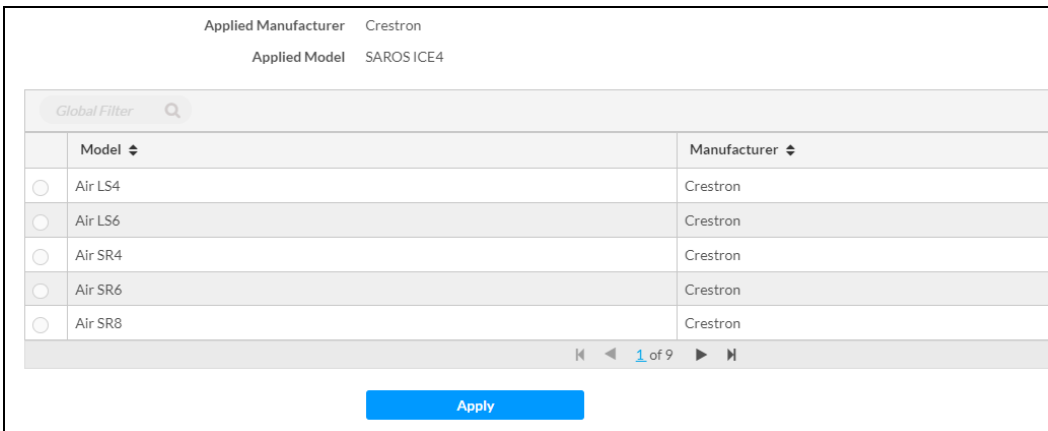 Applied Manufacturer Crestron
Applied Model SAROS ICE4
Global Filter
Model Manufacturer
Air LS4 Crestron
Air LS6 Crestron
Air SR4 Crestron
Air SR6 Crestron
Air SR8 Crestron
1 of 9
Apply